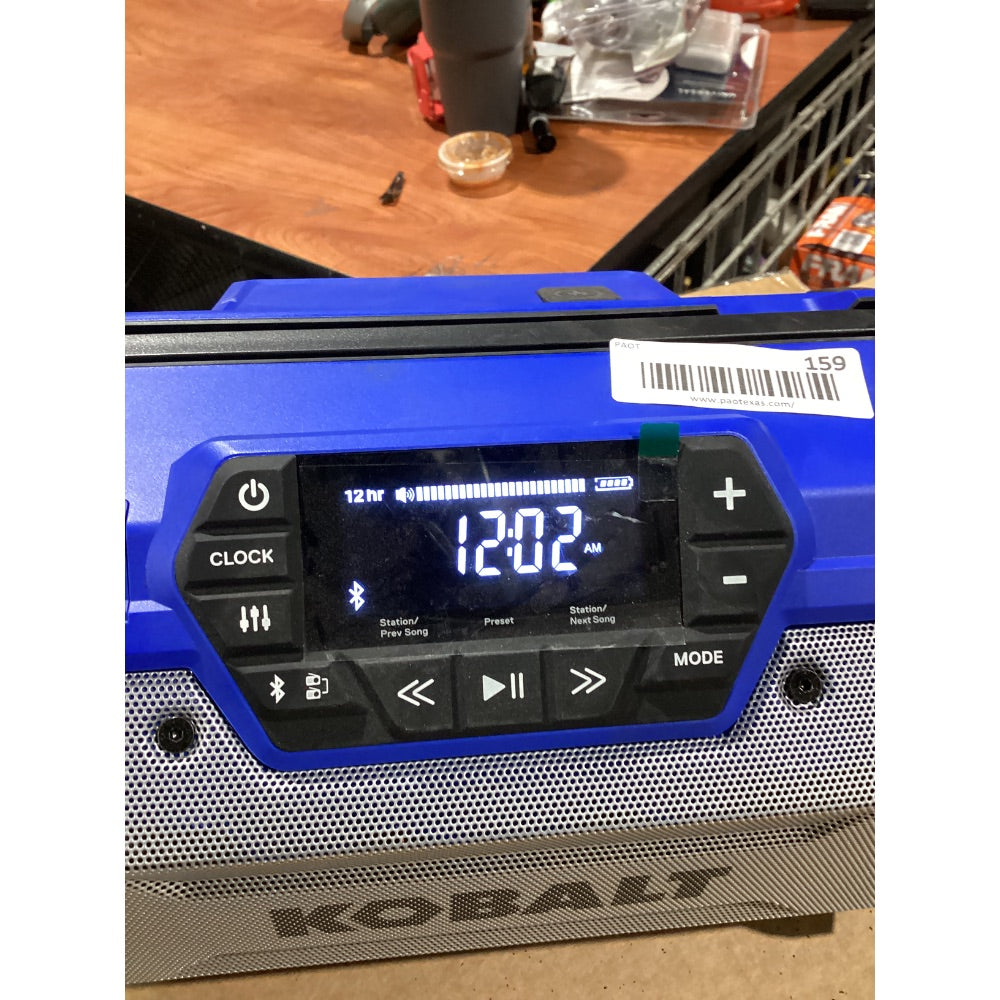 PAOT
159
www.paotexas.com/
12 hr
12:02 AM
CLOCK
Station/
Prev Song
Preset
Station/
Next Song
MODE
KOBALT